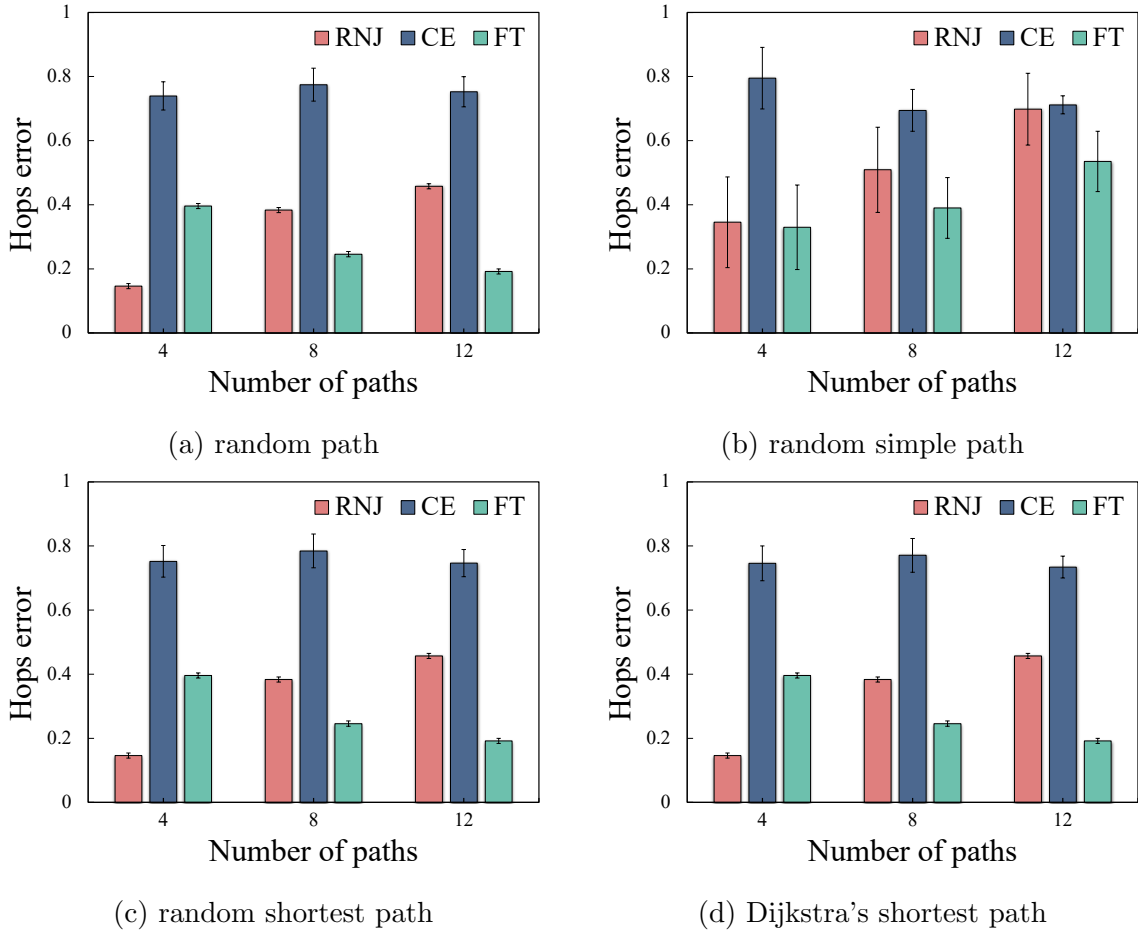 1
RNJ CE FT
0.8
0.6
0.4
0.2
0
Hops error
4 8 12
Number of paths
(a) random path
1
RNJ CE FT
0.8
0.6
0.4
0.2
0
Hops error
4 8 12
Number of paths
(b) random simple path
1
RNJ CE FT
0.8
0.6
0.4
0.2
0
Hops error
4 8 12
Number of paths
(c) random shortest path
1
RNJ CE FT
0.8
0.6
0.4
0.2
0
Hops error
4 8 12
Number of paths
(d) Dijkstra's shortest path